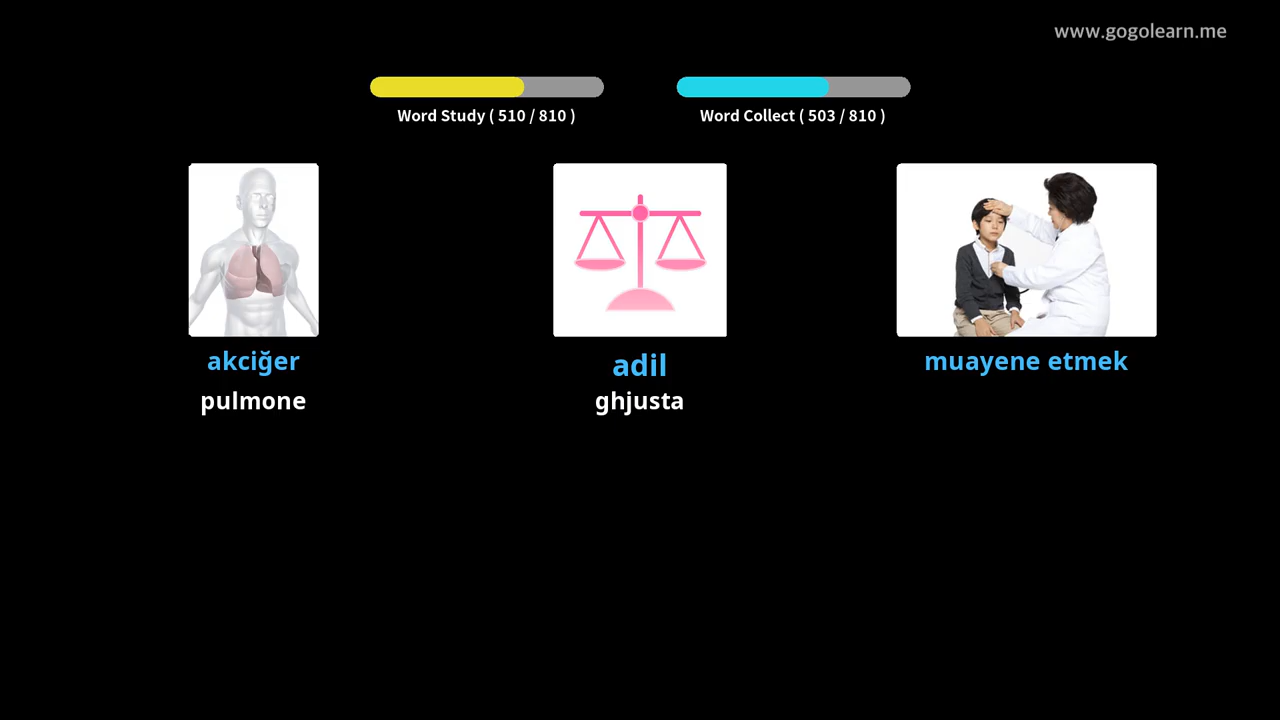 www.gogolearn.me
Word Study ( 510 / 810 )
Word Collect ( 503 / 810 )
akciğer
adil
muayene etmek
pulmone
ghjusta